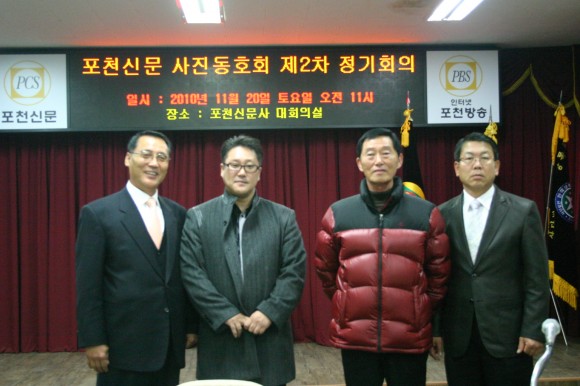 포천신문 사진동호회 제2차 정기회의
일시 : 2010년 11월 20일 토요일 오전 11시
장소 : 포천신문사 대회의실
PCS
포천신문
PBS
인터넷
포천방송